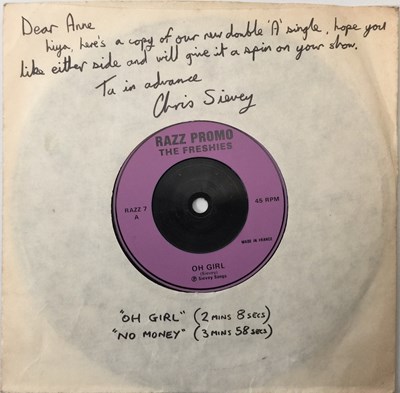 Dear Anne
hiya, here's a copy of our new double 'A' single, hope you
like either side and will give it a spin on your show.
Ta in advance
Chris Sievey
RAZZ PROMO
THE FRESHIES
RAZZ 7
A
45 RPM
MADE IN FRANCE
OH GIRL
(Sievey)
℗ Sievey Songs
"OH GIRL" (2 MINS 8 SECS)
"NO MONEY" (3 MINS 58 SECS)